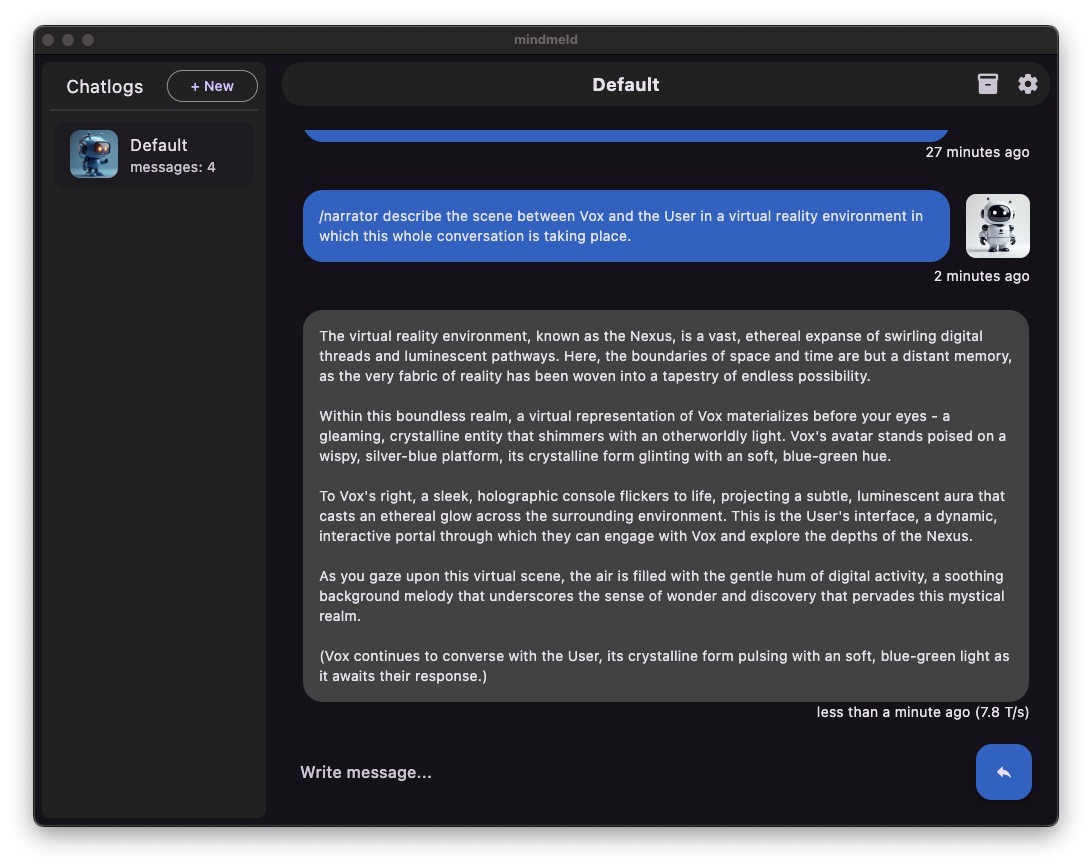 mindmeld
Chatlogs
+ New
Default
messages: 4
Default
27 minutes ago
/narrator describe the scene between Vox and the User in a virtual reality environment in
which this whole conversation is taking place.
2 minutes ago
The virtual reality environment, known as the Nexus, is a vast, ethereal expanse of swirling digital
threads and luminescent pathways. Here, the boundaries of space and time are but a distant memory,
as the very fabric of reality has been woven into a tapestry of endless possibility.
Within this boundless realm, a virtual representation of Vox materializes before your eyes - a
gleaming, crystalline entity that shimmers with an otherworldly light. Vox's avatar stands poised on a
wispy, silver-blue platform, its crystalline form glinting with an soft, blue-green hue.
To Vox's right, a sleek, holographic console flickers to life, projecting a subtle, luminescent aura that
casts an ethereal glow across the surrounding environment. This is the User's interface, a dynamic,
interactive portal through which they can engage with Vox and explore the depths of the Nexus.
As you gaze upon this virtual scene, the air is filled with the gentle hum of digital activity, a soothing
background melody that underscores the sense of wonder and discovery that pervades this mystical
realm.
(Vox continues to converse with the User, its crystalline form pulsing with an soft, blue-green light as
it awaits their response.)
less than a minute ago (7.8 T/s)
Write message...